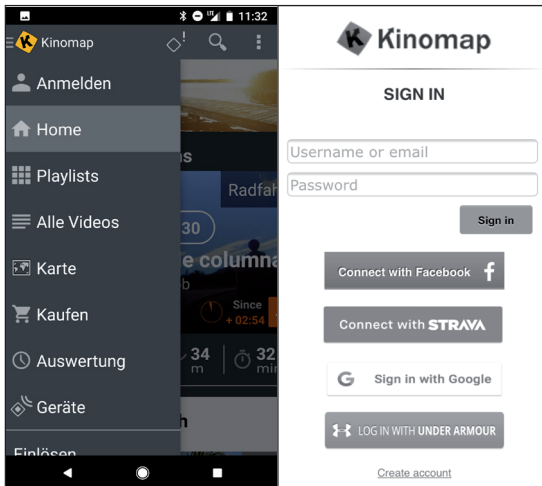 LTE 11:32
Kinomap
Anmelden
Home
Playlists
Alle Videos
Karte
Kaufen
Auswertung
Geräte
Einlösen
s
Radfah
30
e columna
b
Since
+ 02:54
34
m
32
min
h
Kinomap
SIGN IN
Username or email
Password
Sign in
Connect with Facebook f
Connect with STRAVA
G Sign in with Google
LOG IN WITH UNDER ARMOUR
Create account